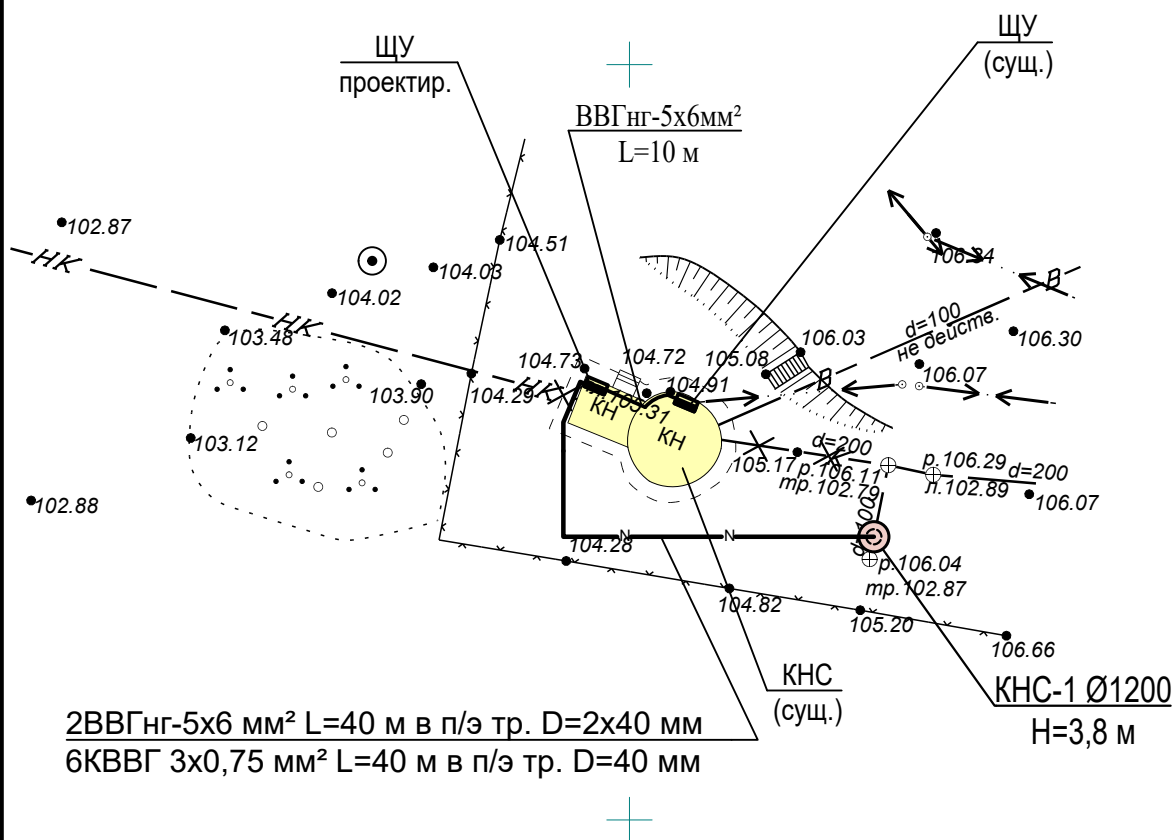 ЩУ
проектир.
ЩУ
(сущ.)
ВВГнг-5х6мм²
L=10 м
102.87
НК
104.51
104.03
104.02
106.34
В
d=100
не действ.
106.30
НК
103.48
106.03
104.73
104.72
105.08
106.07
104.91
В
103.90
104.29
НК
КН
105.31
КН
103.12
d=200
105.17
р.106.11
тр.102.79
р.106.29
л.102.89
d=200
106.07
102.88
N
N
104.28
р.106.04
тр.102.87
104.82
105.20
106.66
КНС
(сущ.)
КНС-1 Ø1200
H=3,8 м
2ВВГнг-5х6 мм² L=40 м в п/э тр. D=2х40 мм
6КВВГ 3х0,75 мм² L=40 м в п/э тр. D=40 мм